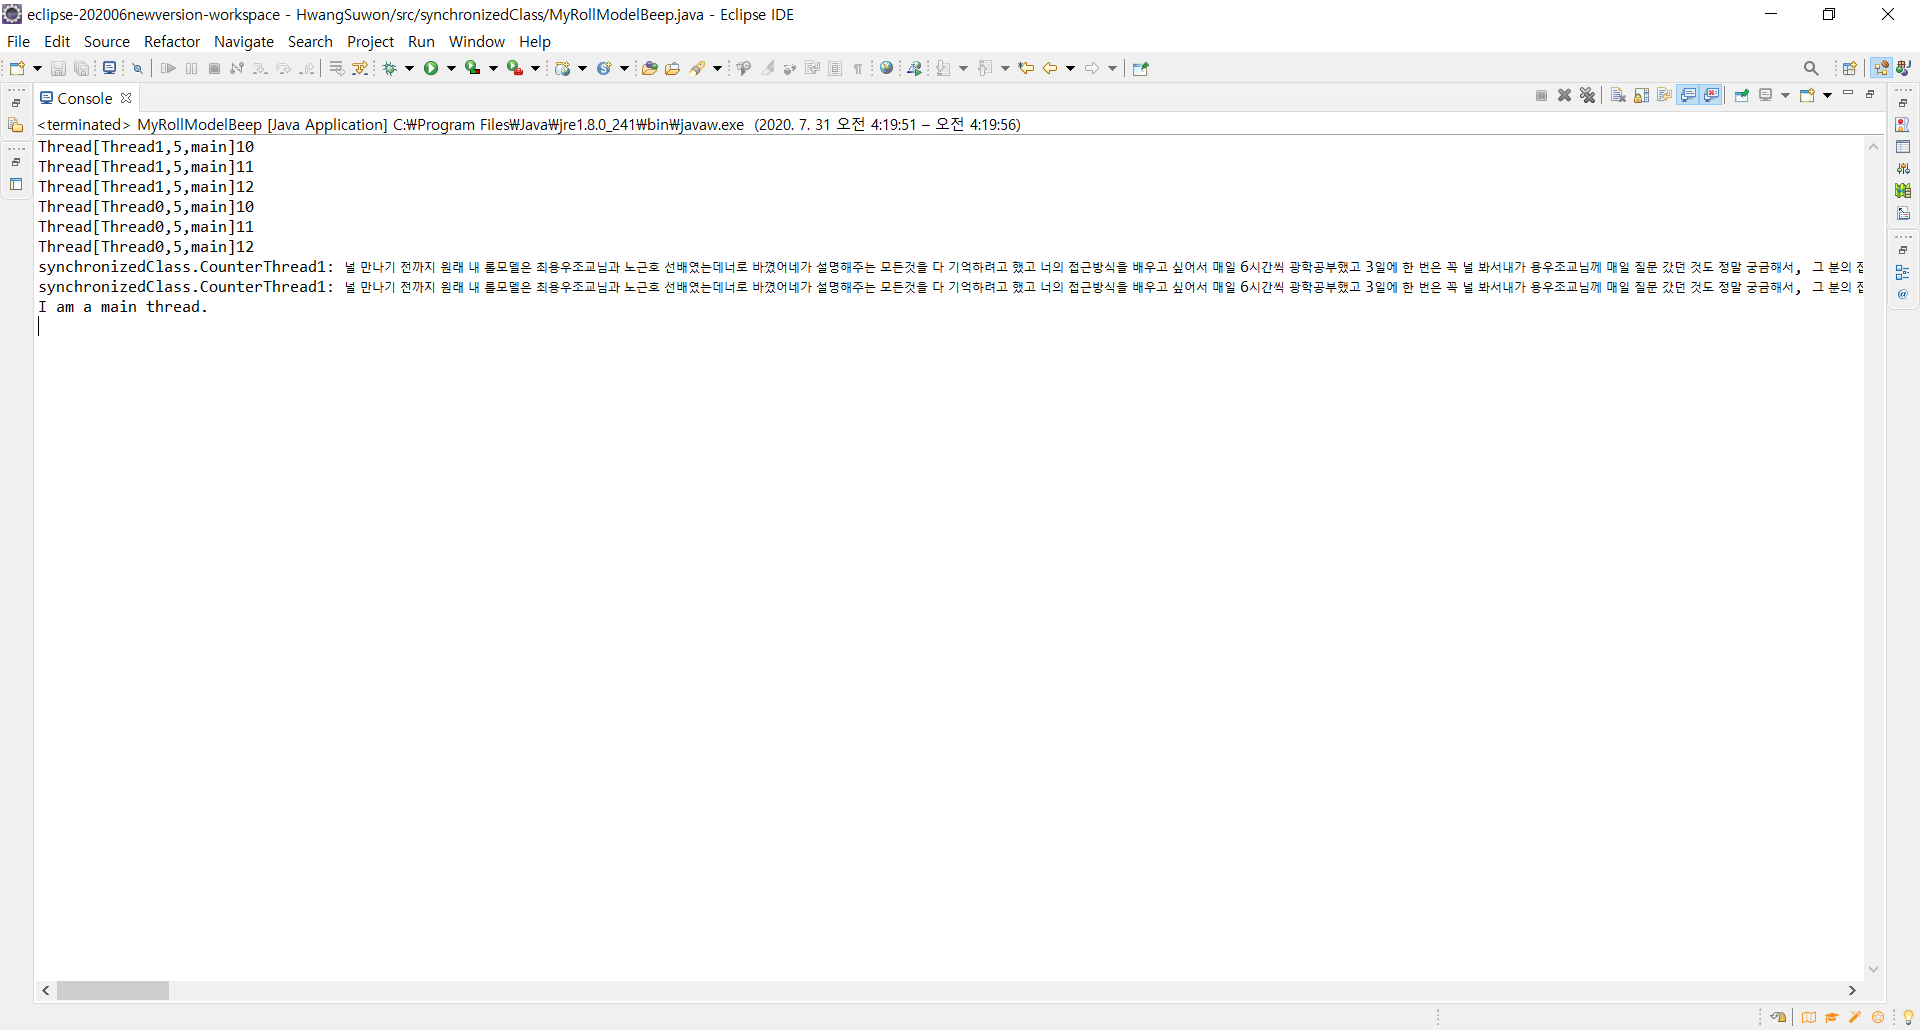 eclipse-202006newversion-workspace - HwangSuwon/src/synchronizedClass/MyRollModelBeep.java - Eclipse IDE
File Edit Source Refactor Navigate Search Project Run Window Help
Console
<terminated> MyRollModelBeep [Java Application] C:₩Program Files₩Java₩jre1.8.0_241₩bin₩javaw.exe (2020. 7. 31 오전 4:19:51 – 오전 4:19:56)
Thread[Thread1,5,main]10
Thread[Thread1,5,main]11
Thread[Thread1,5,main]12
Thread[Thread0,5,main]10
Thread[Thread0,5,main]11
Thread[Thread0,5,main]12
synchronizedClass.CounterThread1: 널 만나기 전까지 원래 내 롤모델은 최용우조교님과 노근호 선배였는데너로 바꼈어네가 설명해주는 모든것을 다 기억하려고 했고 너의 접근방식을 배우고 싶어서 매일 6시간씩 광학공부했고 3일에 한 번은 꼭 널 봐서내가 용우조교님께 매일 질문 갔던 것도 정말 궁금해서, 그 분의 접
synchronizedClass.CounterThread1: 널 만나기 전까지 원래 내 롤모델은 최용우조교님과 노근호 선배였는데너로 바꼈어네가 설명해주는 모든것을 다 기억하려고 했고 너의 접근방식을 배우고 싶어서 매일 6시간씩 광학공부했고 3일에 한 번은 꼭 널 봐서내가 용우조교님께 매일 질문 갔던 것도 정말 궁금해서, 그 분의 접
I am a main thread.